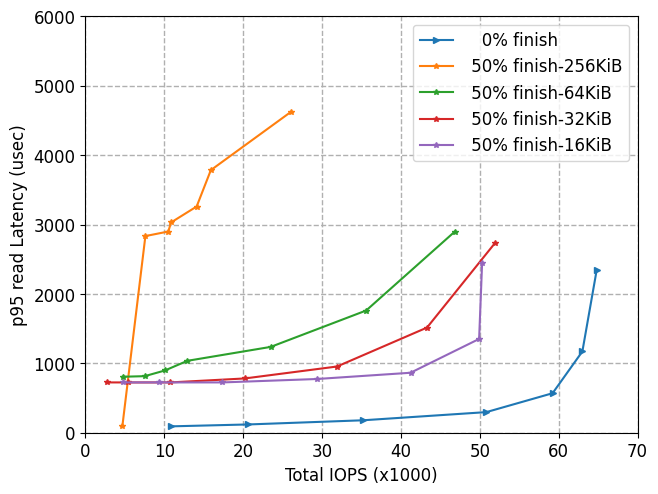 6000
5000
4000
3000
2000
1000
0
p95 read Latency (usec)
0% finish
50% finish-256KiB
50% finish-64KiB
50% finish-32KiB
50% finish-16KiB
0 10 20 30 40 50 60 70
Total IOPS (x1000)